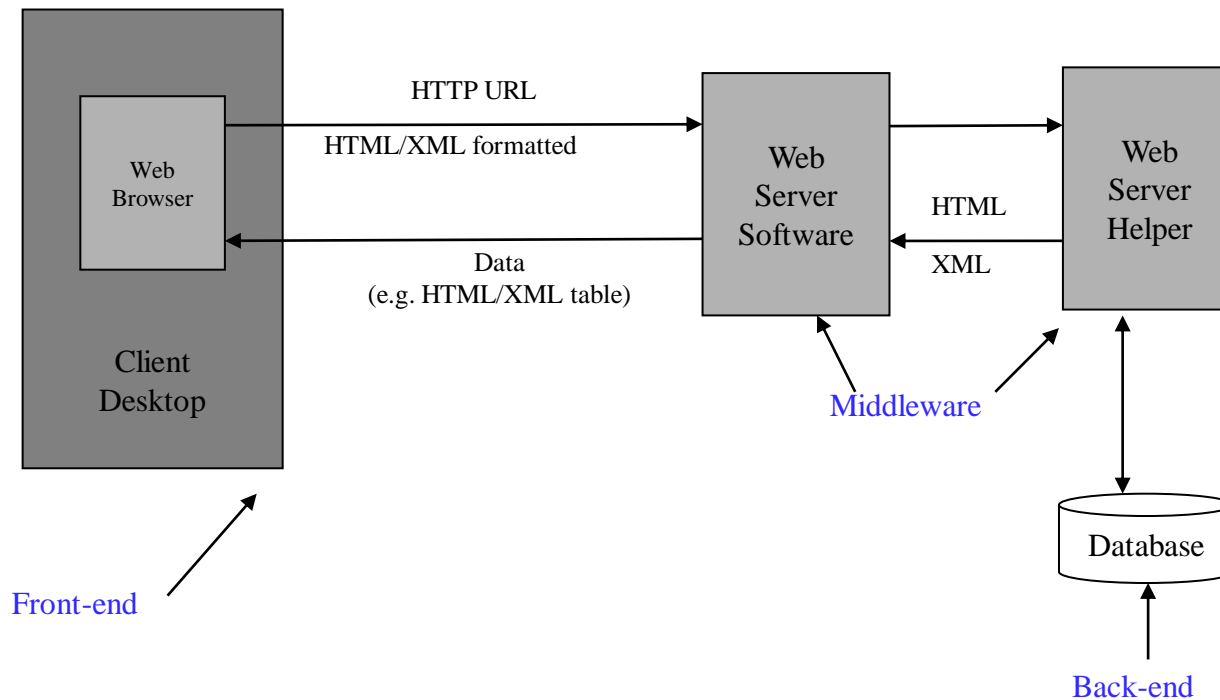 HTTP URL
HTML/XML formatted
Web
Browser
Data
(e.g. HTML/XML table)
Client
Desktop
Web
Server
Software
HTML
XML
Web
Server
Helper
Middleware
Database
Front-end
Back-end